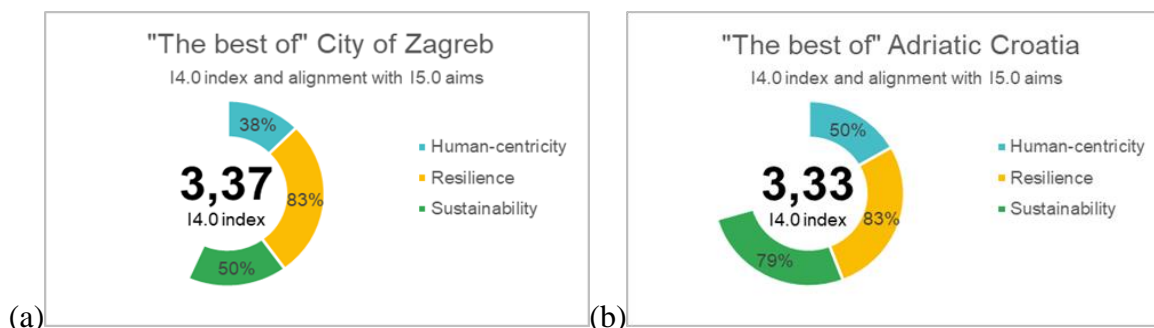 "The best of" City of Zagreb
I4.0 index and alignment with I5.0 aims
38%
83%
50%
3,37
I4.0 index
Human-centricity
Resilience
Sustainability
(a)
"The best of" Adriatic Croatia
I4.0 index and alignment with I5.0 aims
50%
83%
79%
3,33
I4.0 index
Human-centricity
Resilience
Sustainability
(b)